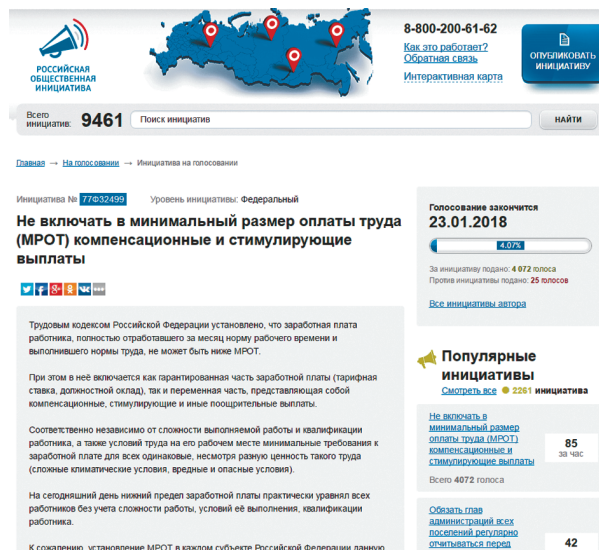 РОССИЙСКАЯ
ОБЩЕСТВЕННАЯ
ИНИЦИАТИВА
8-800-200-61-62
Как это работает?
Обратная связь
Интерактивная карта
ОПУБЛИКОВАТЬ
ИНИЦИАТИВУ
Всего
инициатив: 9461 Поиск инициатив НАЙТИ
Главная → На голосовании → Инициатива на голосовании
Инициатива № 77Ф32499 Уровень инициативы: Федеральный
Не включать в минимальный размер оплаты труда
(МРОТ) компенсационные и стимулирующие
выплаты
Трудовым кодексом Российской Федерации установлено, что заработная плата
работника, полностью отработавшего за месяц норму рабочего времени и
выполнившего нормы труда, не может быть ниже МРОТ.
При этом в неё включается как гарантированная часть заработной платы (тарифная
ставка, должностной оклад), так и переменная часть, представляющая собой
компенсационные, стимулирующие и иные поощрительные выплаты.
Соответственно независимо от сложности выполняемой работы и квалификации
работника, а также условий труда на его рабочем месте минимальные требования к
заработной плате для всех одинаковые, несмотря разную ценность такого труда
(сложные климатические условия, вредные и опасные условия).
На сегодняшний день нижний предел заработной платы практически уравнял всех
работников без учета сложности работы, условий её выполнения, квалификации
работника.
К сожалению, установление МРОТ в каждом субъекте Российской Федерации данную
Голосование закончится
23.01.2018
4.07%
За инициативу подано: 4 072 голоса
Против инициативы подано: 25 голосов
Все инициативы автора
Популярные
инициативы
Смотреть все 2261 инициатива
Не включать в
минимальный размер
оплаты труда (МРОТ)
компенсационные и
стимулирующие выплаты
85
за час
Всего 4072 голоса
Обязать глав
администраций всех
поселений регулярно
отчитываться перед
42